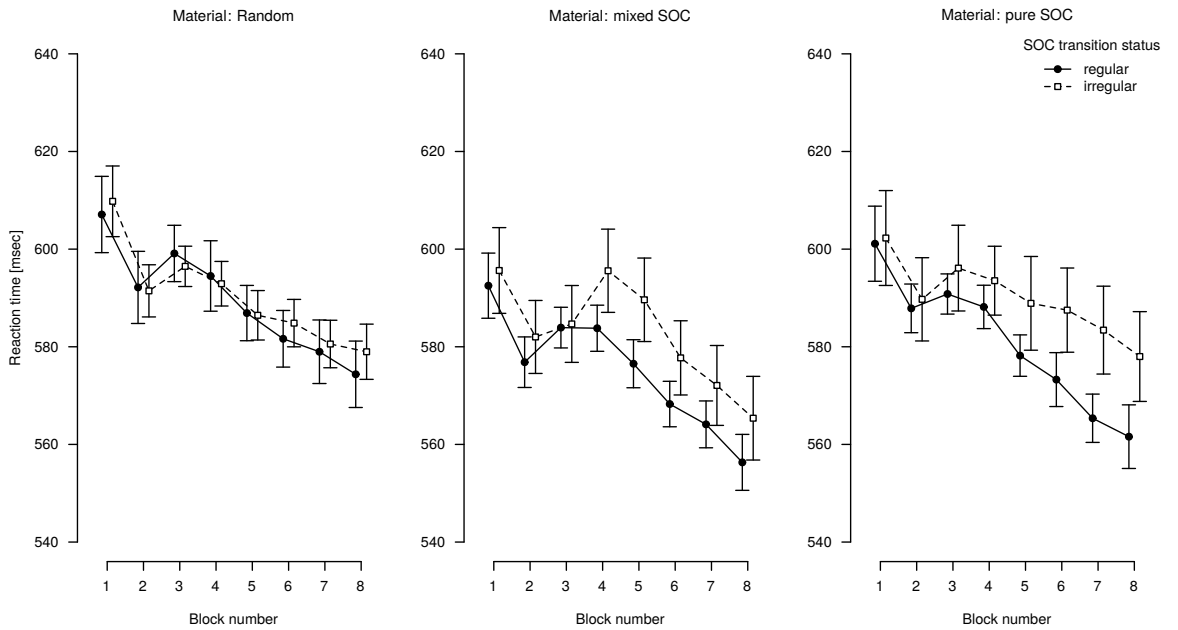 Material: Random
Material: mixed SOC
Material: pure SOC
SOC transition status
regular
irregular
Reaction time [msec]
640
620
600
580
560
540
640
620
600
580
560
540
640
620
600
580
560
540
1 2 3 4 5 6 7 8
1 2 3 4 5 6 7 8
1 2 3 4 5 6 7 8
Block number
Block number
Block number